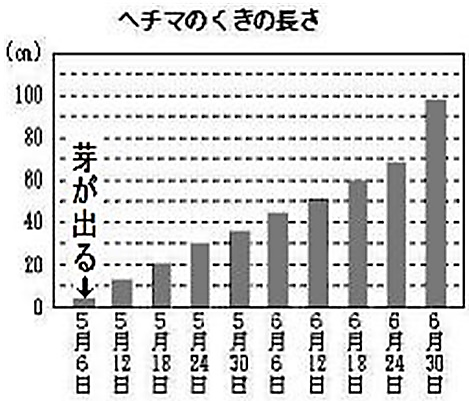 ヘチマのくきの長さ
(cm)
100
80
60
40
20
0
芽が出る
↓
5月6日
5月12日
5月18日
5月24日
5月30日
6月6日
6月12日
6月18日
6月24日
6月30日